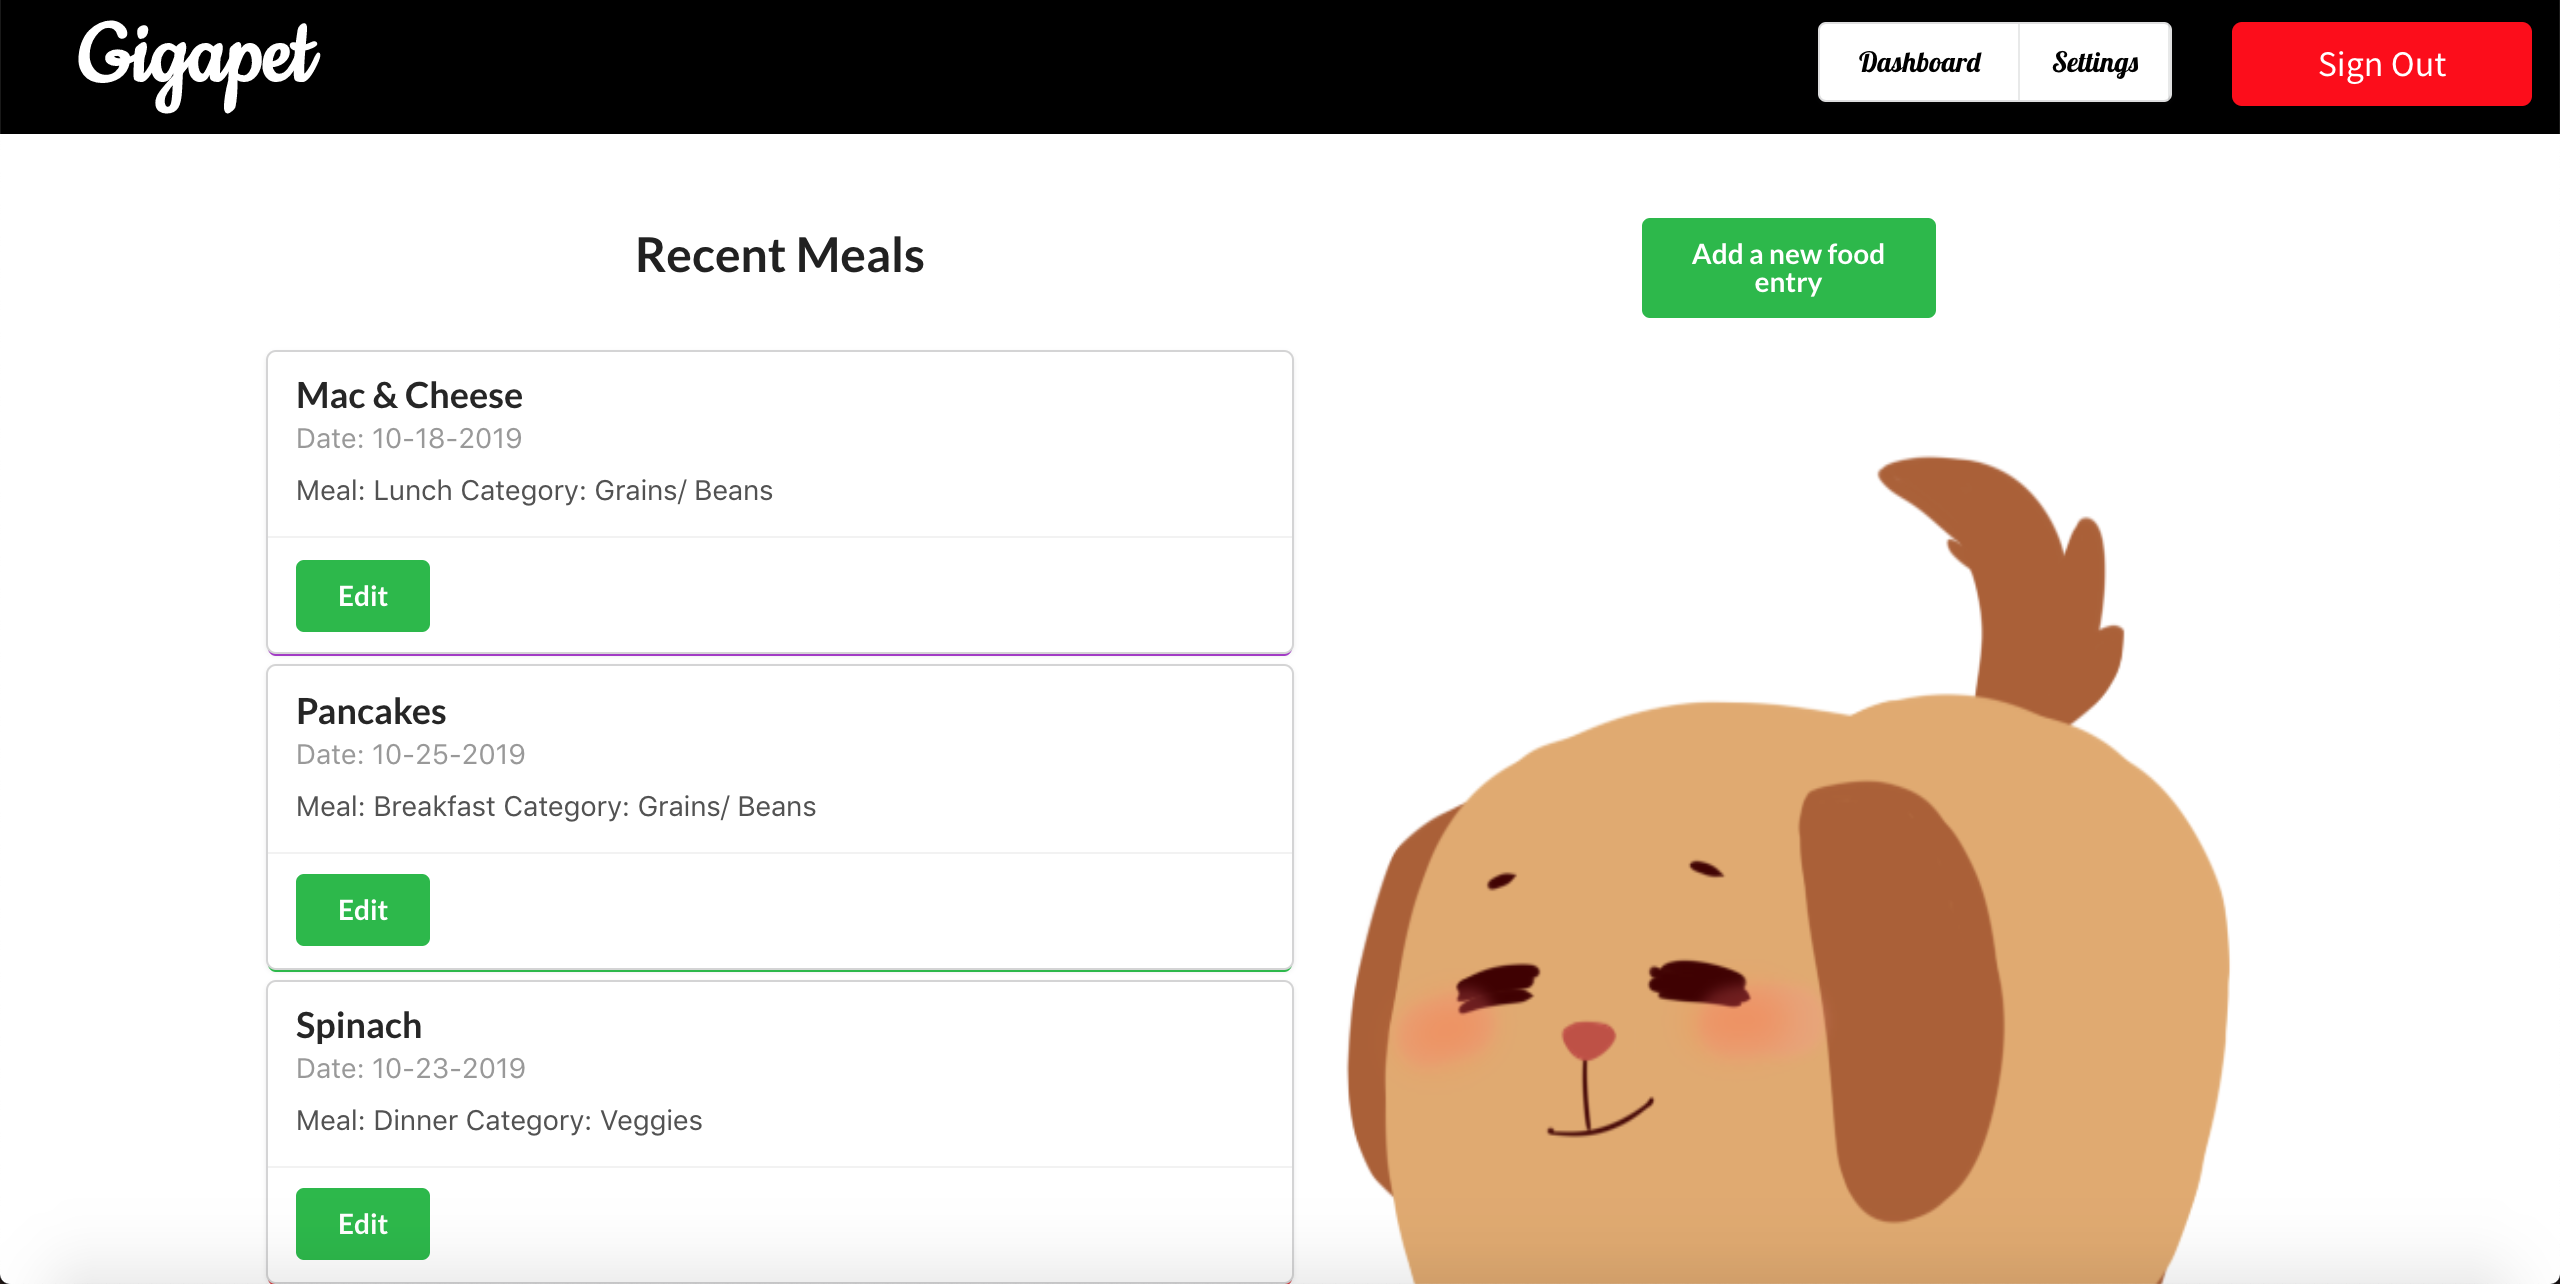 Gigapet
Dashboard
Settings
Sign Out
Recent Meals
Add a new food
entry
Mac & Cheese
Date: 10-18-2019
Meal: Lunch Category: Grains/ Beans
Edit
Pancakes
Date: 10-25-2019
Meal: Breakfast Category: Grains/ Beans
Edit
Spinach
Date: 10-23-2019
Meal: Dinner Category: Veggies
Edit